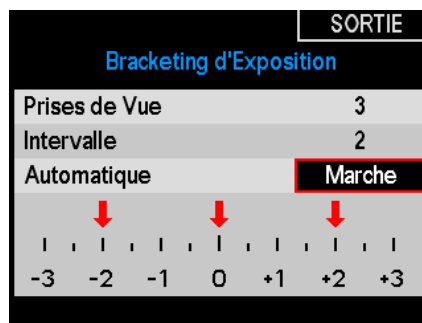 SORTIE
Bracketing d'Exposition
Prises de Vue 3
Intervalle 2
Automatique Marche
-3 -2 -1 0 +1 +2 +3